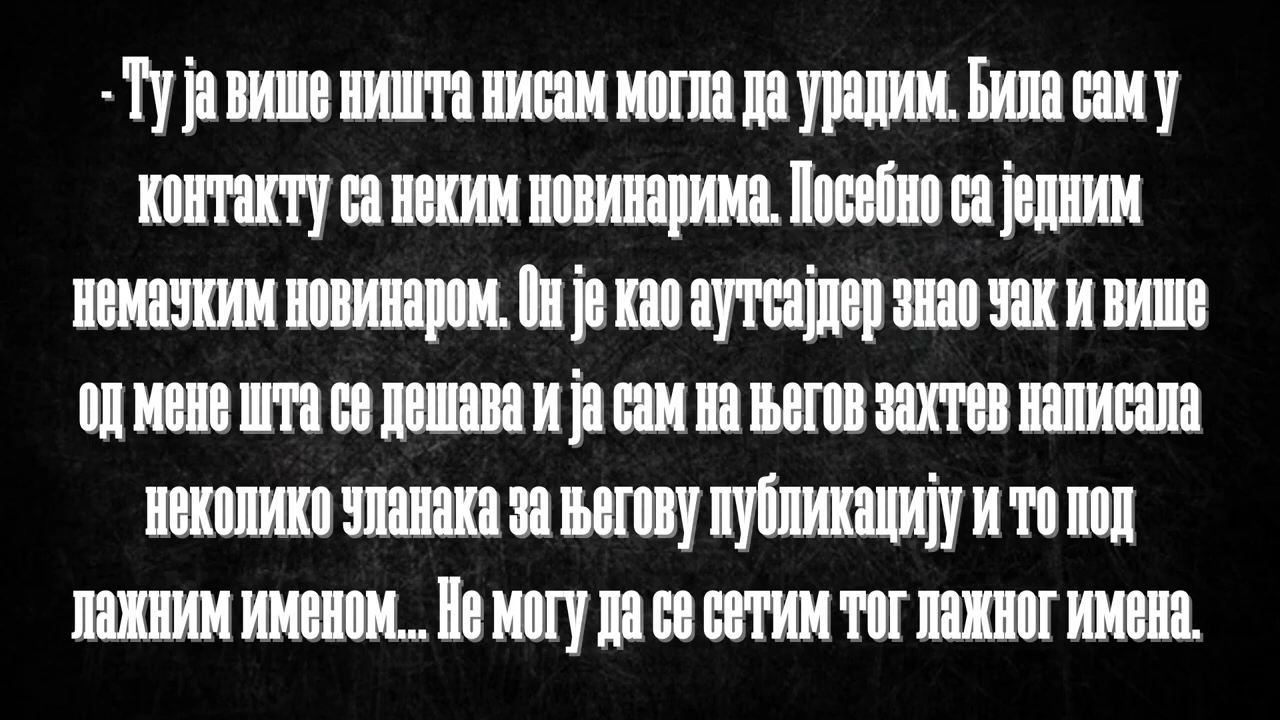 - Ту ја више ништа нисам могла да урадим. Била сам у
контакту са неким новинарима. Посебно са једним
немачким новинаром. Он је као аутсајдер знао чак и више
од мене шта се дешава и ја сам на његов захтев написала
неколико чланака за његову публикацију и то под
лажним именом... Не могу да се сетим тог лажног имена.